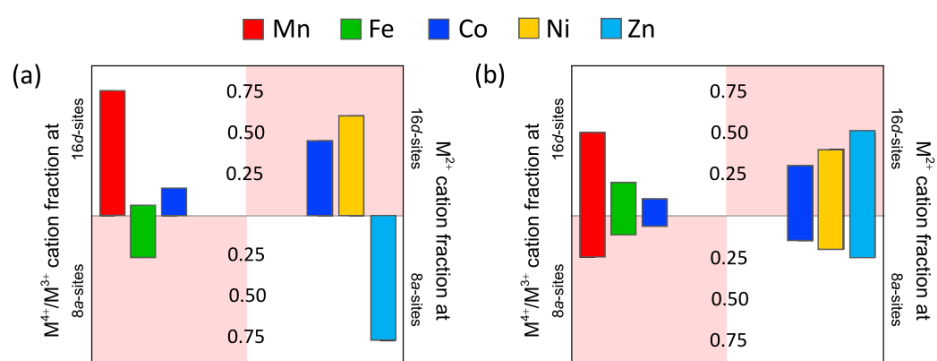 Mn Fe Co Ni Zn
(a)
M⁴⁺/M³⁺ cation fraction at
8a-sites 16d-sites
0.75
0.50
0.25
0.25
0.50
0.75
16d-sites 8a-sites
M²⁺ cation fraction at
(b)
M⁴⁺/M³⁺ cation fraction at
8a-sites 16d-sites
0.75
0.50
0.25
0.25
0.50
0.75
16d-sites 8a-sites
M²⁺ cation fraction at